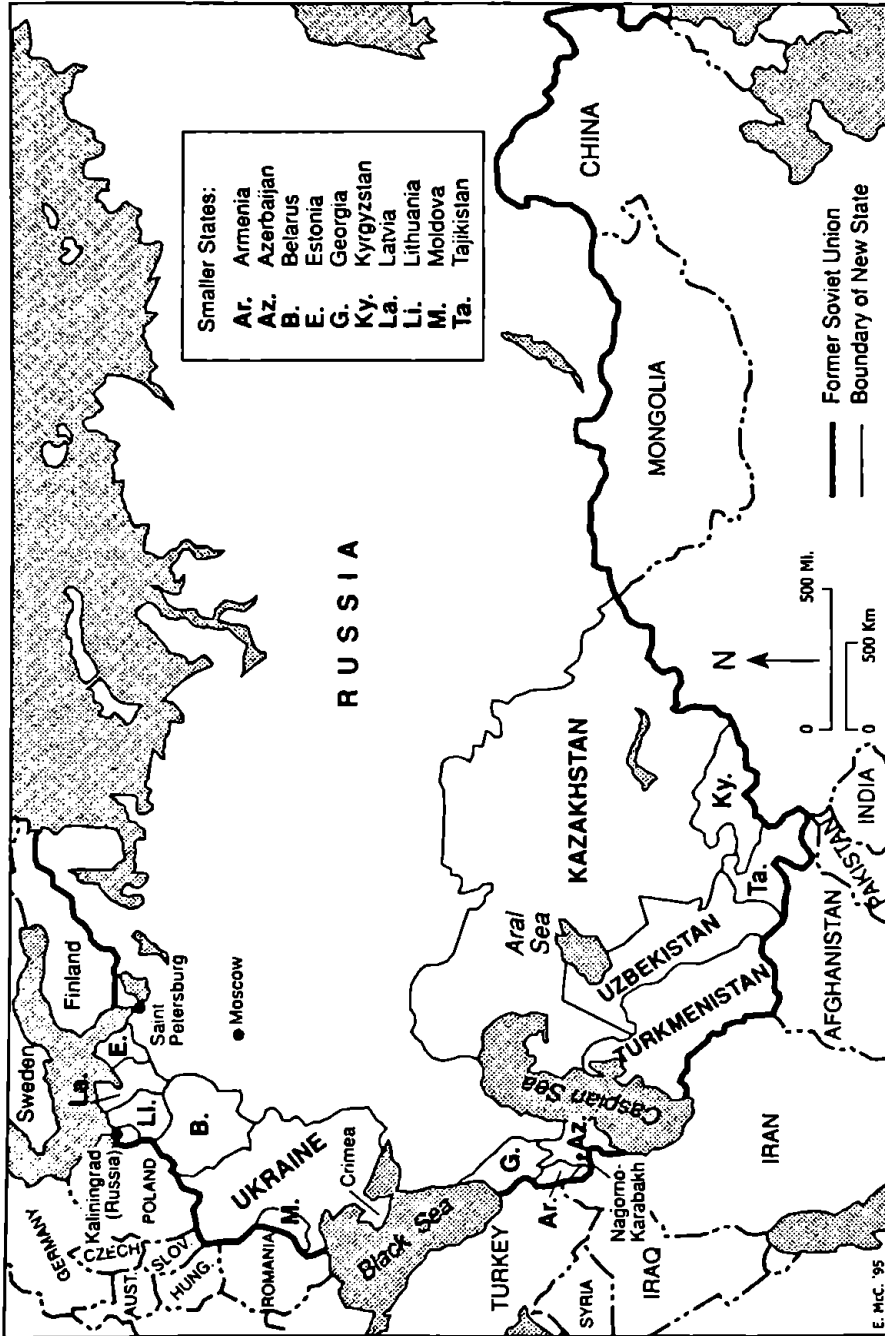 Sweden
Finland
La.
E.
Saint
Petersburg
Li.
Kaliningrad
(Russia)
Moscow
GERMANY
POLAND
B.
CZECH
SLOV.
AUST.
HUNG.
UKRAINE
M.
ROMANIA
Crimea
Black Sea
RUSSIA
Smaller States:
Ar. Armenia
Az. Azerbaijan
B. Belarus
E. Estonia
G. Georgia
Ky. Kyrgyzstan
La. Latvia
Li. Lithuania
M. Moldova
Ta. Tajikistan
KAZAKHSTAN
Aral
Sea
UZBEKISTAN
TURKMENISTAN
Caspian Sea
Ky.
Ta.
G.
Az.
Ar.
Nagorno-
Karabakh
TURKEY
SYRIA
IRAQ
IRAN
AFGHANISTAN
PAKISTAN
INDIA
MONGOLIA
CHINA
N
0 500 Mi.
0 500 Km
Former Soviet Union
Boundary of New State
E. McC. '95